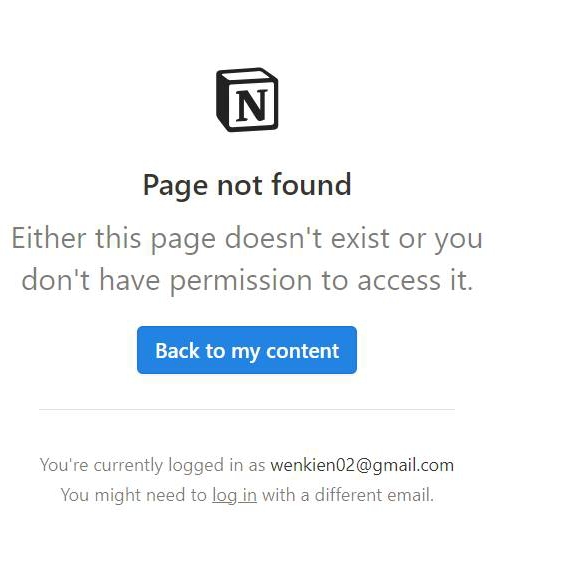 N
Page not found
Either this page doesn't exist or you
don't have permission to access it.
Back to my content
You're currently logged in as wenkien02@gmail.com
You might need to log in with a different email.